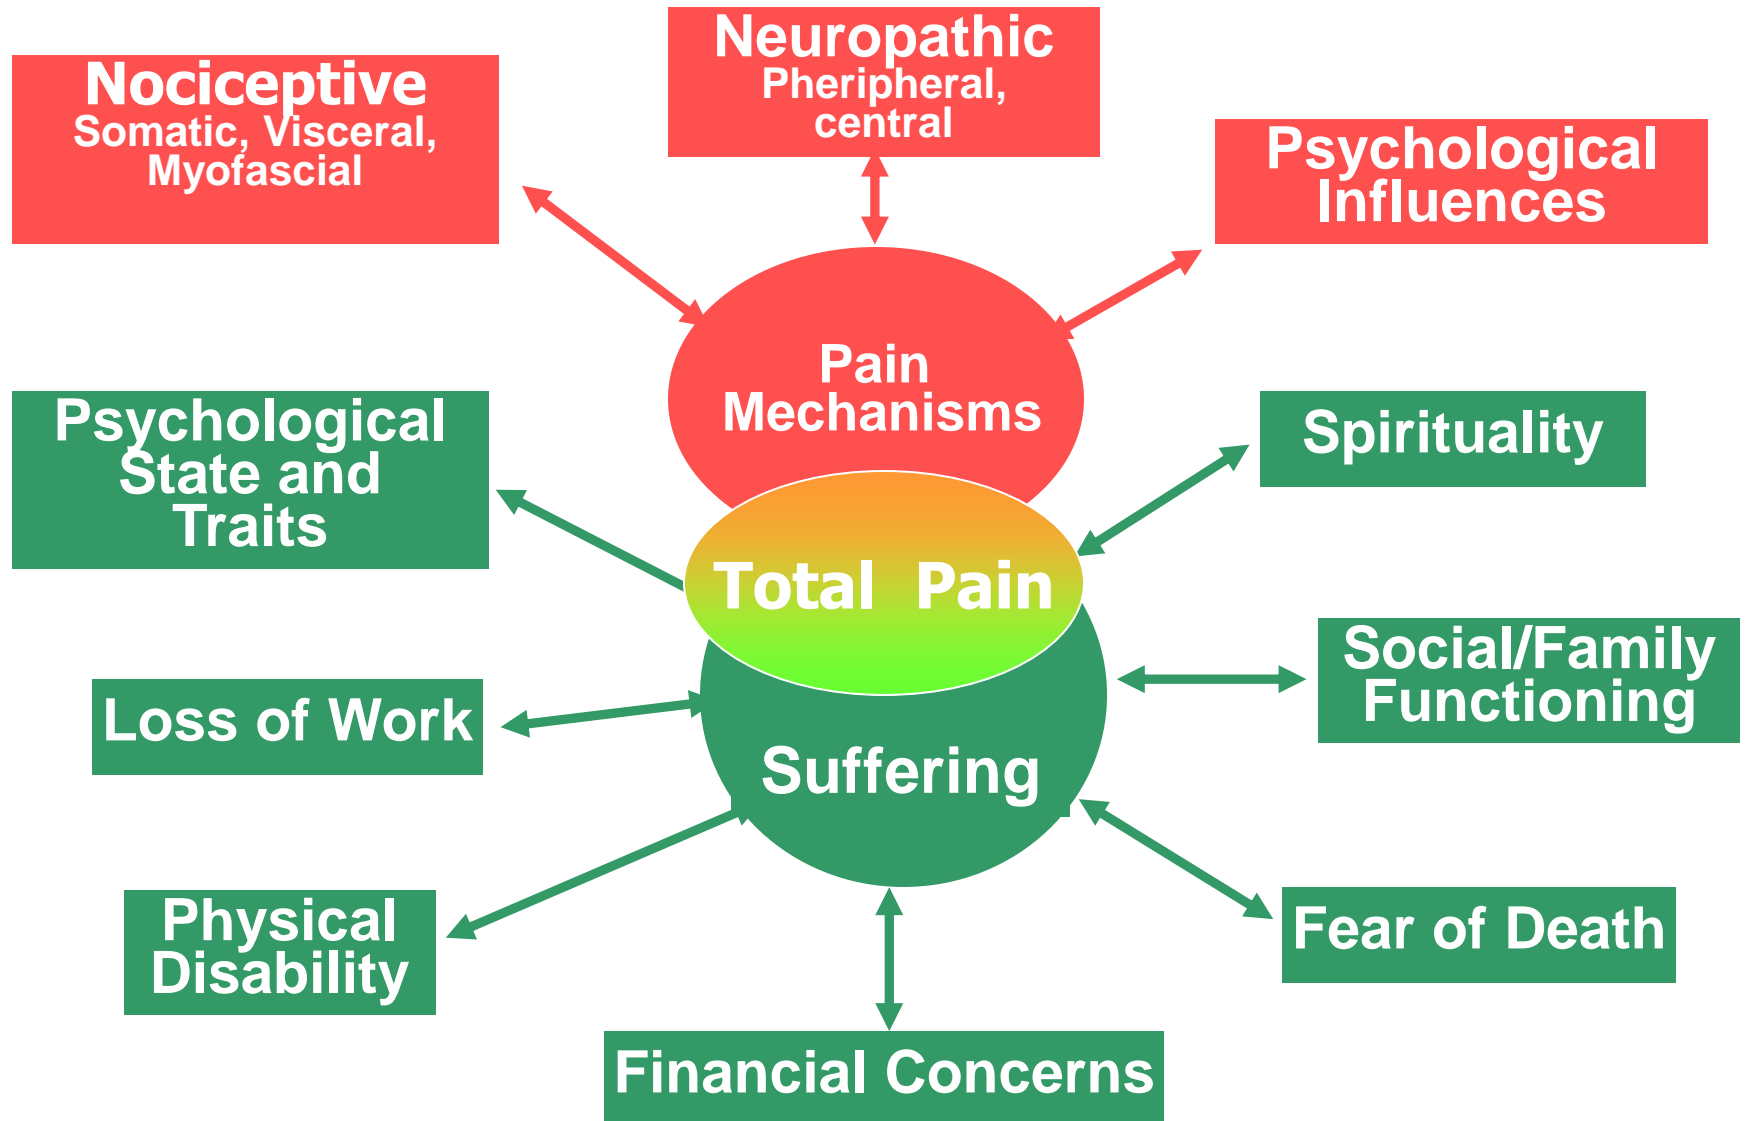 Neuropathic
Pheripheral,
central
Nociceptive
Somatic, Visceral,
Myofascial
Psychological
Influences
Pain
Mechanisms
Psychological
State and
Traits
Spirituality
Total Pain
Social/Family
Functioning
Loss of Work
Suffering
Physical
Disability
Fear of Death
Financial Concerns